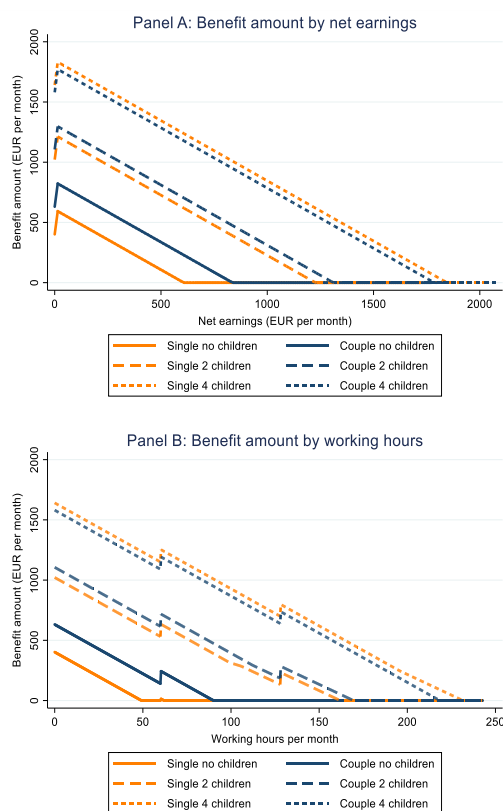 Panel A: Benefit amount by net earnings
Benefit amount (EUR per month)
2000
1500
1000
500
0
0 500 1000 1500 2000
Net earnings (EUR per month)
Single no children Couple no children
Single 2 children Couple 2 children
Single 4 children Couple 4 children
Panel B: Benefit amount by working hours
Benefit amount (EUR per month)
2000
1500
1000
500
0
0 50 100 150 200 250
Working hours per month
Single no children Couple no children
Single 2 children Couple 2 children
Single 4 children Couple 4 children